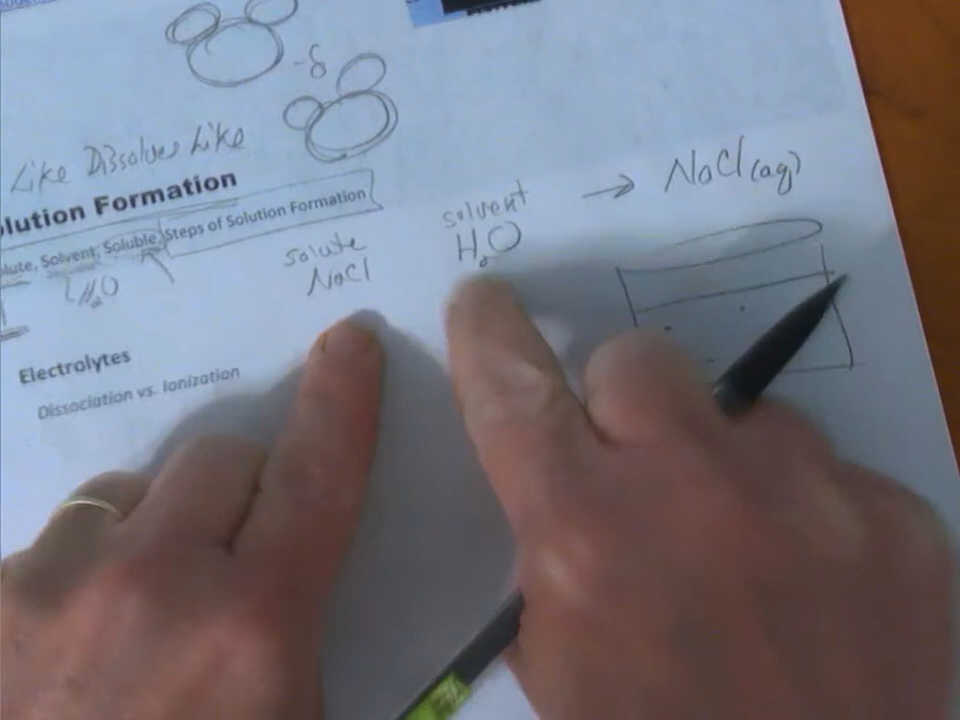 -δ
Like Dissolves Like
lution Formation
lute, Solvent, Soluble, Steps of Solution Formation
H₂O
solute
NaCl
solvent
H₂O
→ NaCl(aq)
Electrolytes
Dissociation vs. Ionization